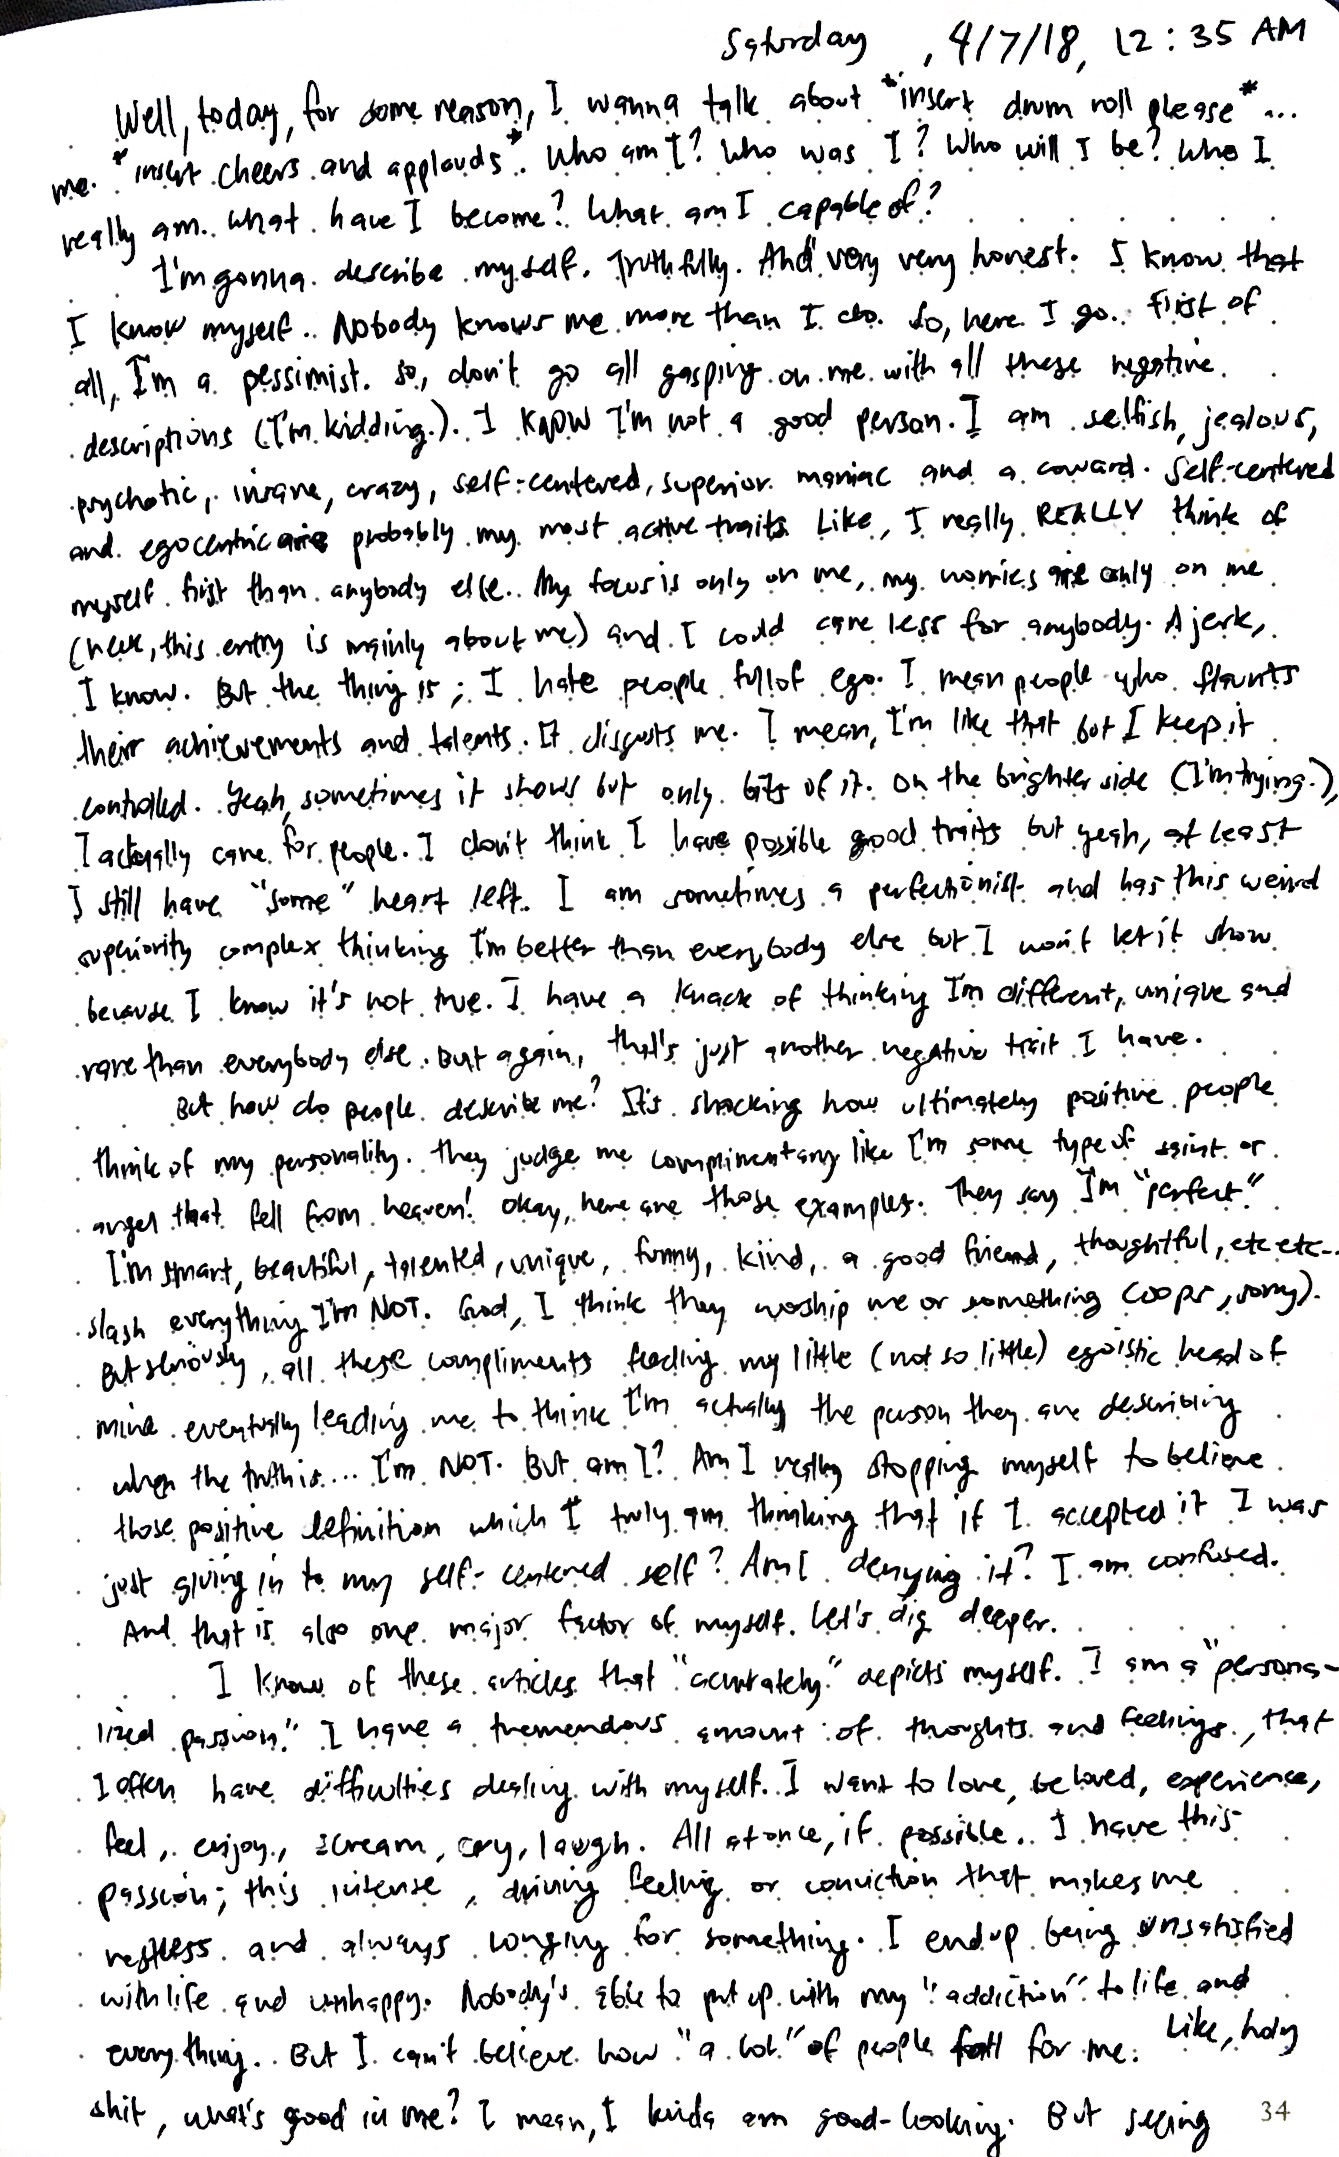 Saturday , 4/7/18, 12:35 AM
Well, today, for some reason, I wanna talk about *insert drum roll please*...
me. *insert cheers and applauds*. Who am I? Who was I? Who will I be? Who I
really am. What have I become? What am I capable of?
I'm gonna describe myself. Truthfully. And very very honest. I know that
I know myself.. Nobody knows me more than I do. So, here I go.. First of
all, I'm a pessimist. So, don't go all gasping on me with all these negative
descriptions (I'm kidding.). I KNOW I'm not a good person. I am selfish, jealous,
psychotic, insane, crazy, self-centered, superior maniac and a coward. Self-centered
and egocentric are probably my most active traits. Like, I really REALLY think of
myself first than anybody else.. My focus is only on me, my worries are only on me
(heck, this entry is mainly about me) and I could care less for anybody. A jerk,
I know. But the thing is; I hate people full of ego. I mean people who flaunts
their achievements and talents. It disgusts me. I mean, I'm like that but I keep it
controlled. Yeah, sometimes it shows but only bits of it. On the brighter side (I'm trying.),
I actually care for people. I don't think I have possible good traits but yeah, at least
I still have "some" heart left. I am sometimes a perfectionist and has this weird
superiority complex thinking I'm better than everybody else but I won't let it show
because I know it's not true. I have a knack of thinking I'm different, unique and
rare than everybody else. But again, that's just another negative trait I have.
But how do people describe me? It's shocking how ultimately positive people
think of my personality. They judge me complimentary like I'm some type of saint or
angel that fell from heaven! Okay, here are those examples. They say I'm "perfect"
I'm smart, beautiful, talented, unique, funny, kind, a good friend, thoughtful, etc etc..
slash everything I'm NOT. God, I think they worship me or something (oops, sorry).
But seriously, all these compliments feeding my little (not so little) egoistic head of
mine eventually leading me to think I'm actually the person they are describing
when the truth is.... I'm NOT. But am I? Am I really stopping myself to believe
those positive definition which I truly am thinking that if I accepted it I was
just giving in to my self-centered self? Am I denying it? I am confused.
And that is also one major factor of myself. Let's dig deeper.
I know of these articles that "accurately" depicts myself. I am a "persona-
lized passion." I have a tremendous amount of thoughts and feelings, that
I often have difficulties dealing with myself. I want to love, be loved, experience,
feel, enjoy, scream, cry, laugh. All at once, if possible.. I have this
passion; this intense, driving feeling or conviction that makes me
restless and always longing for something. I end up being unsatisfied
with life and unhappy. Nobody's able to put up with my "addiction" to life and
everything.. But I can't believe how "a lot" of people fall for me. Like, holy
shit, what's good in me? I mean, I kinda am good-looking. But seeing
34